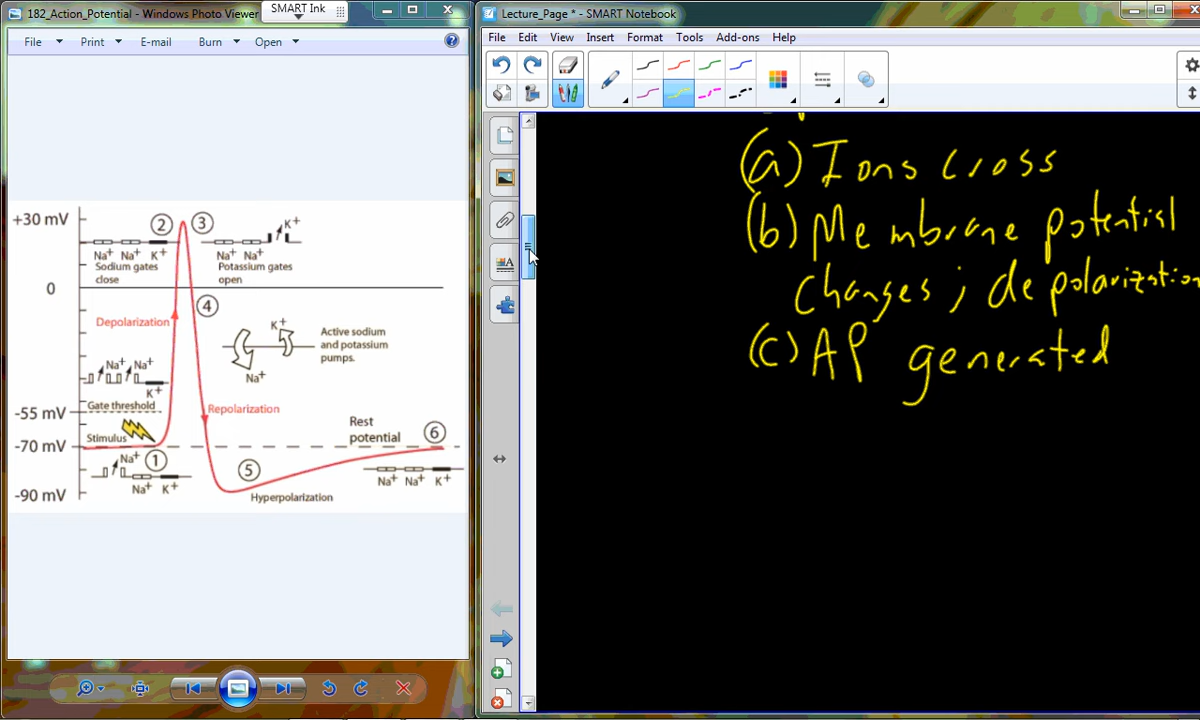 182_Action_Potential - Windows Photo Viewer
SMART Ink
File Print E-mail Burn Open
+30 mV
0
-55 mV
-70 mV
-90 mV
2
3
K+
Na+ Na+ K+
Sodium gates
close
Na+ Na+
Potassium gates
open
4
Depolarization
K+
Na+
Active sodium
and potassium
pumps.
Na+ Na+
K+
Gate threshold
Repolarization
Stimulus
Rest
potential
6
Na+
1
Na+ K+
5
Hyperpolarization
Na+ Na+ K+
Lecture_Page * - SMART Notebook
File Edit View Insert Format Tools Add-ons Help
(a) Ions cross
(b) Membrane potential
changes; depolarization
(c) AP generated